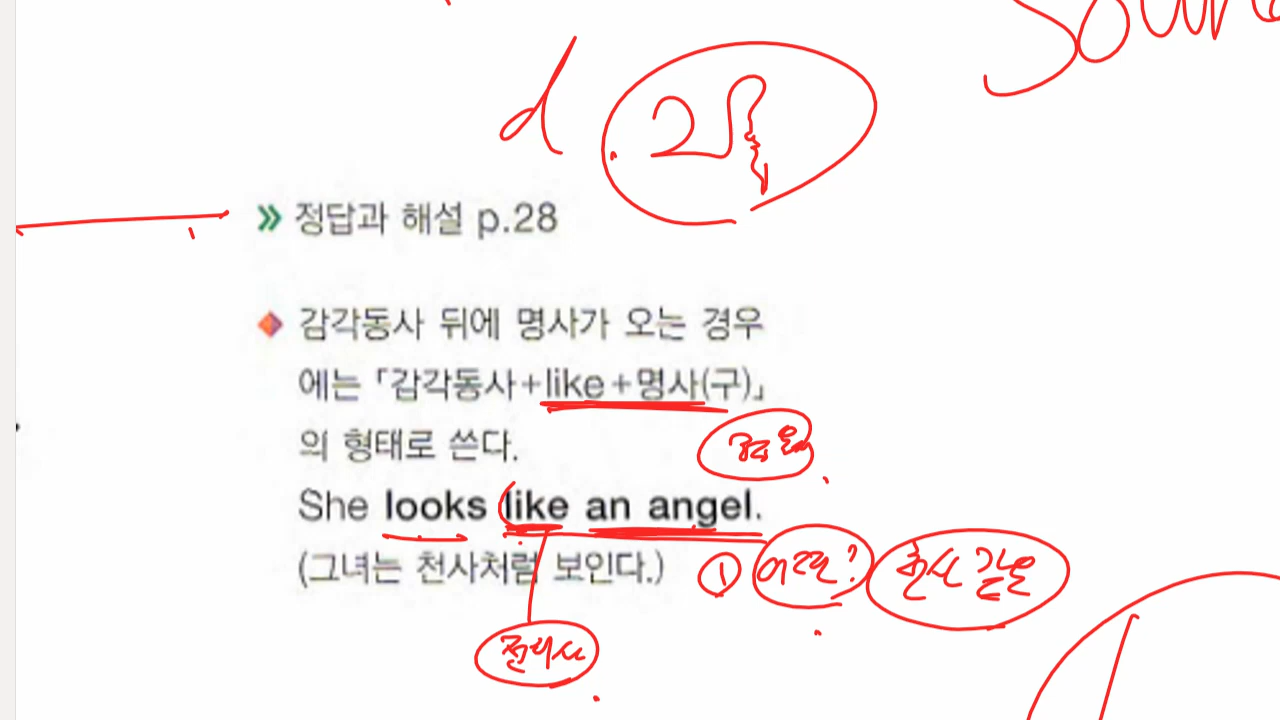 정답과 해설 p.28
감각동사 뒤에 명사가 오는 경우
에는 「감각동사+like+명사(구)」
의 형태로 쓴다.
She looks like an angel.
(그녀는 천사처럼 보인다.)
① 어떤? 천사 같은
전치사